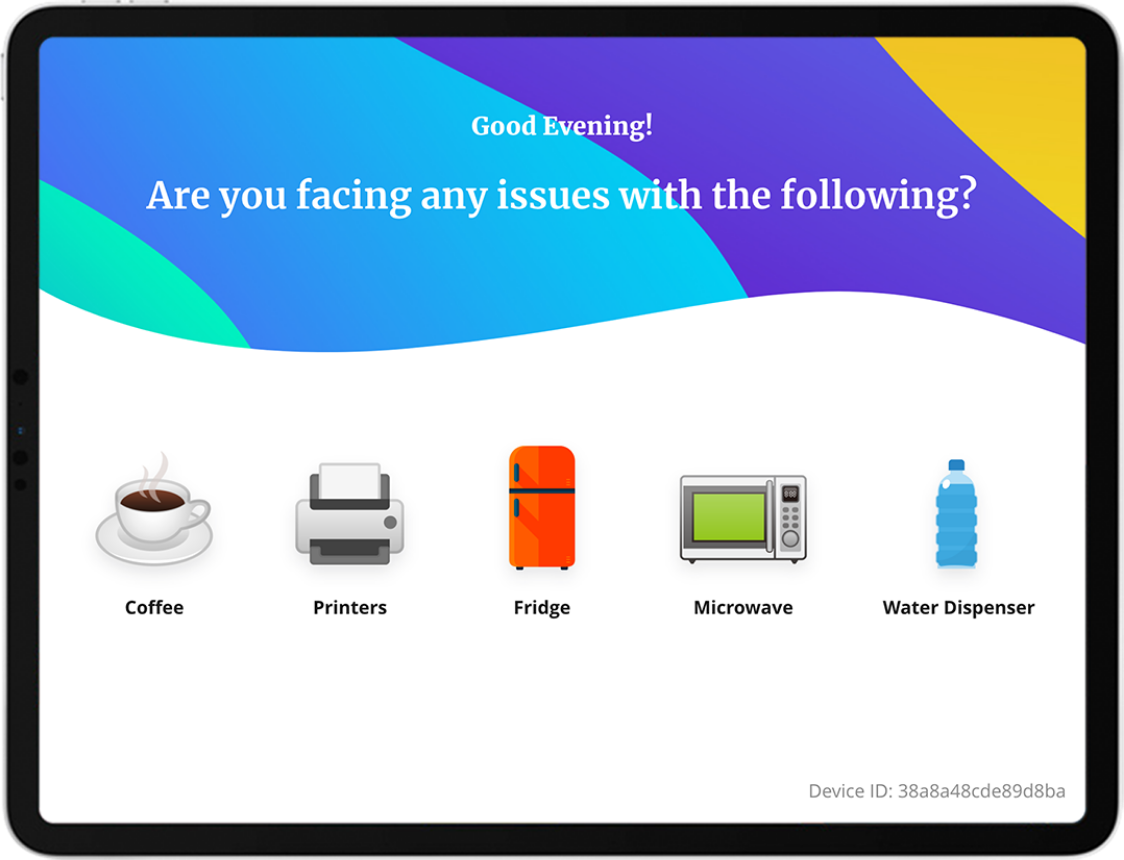 Good Evening!
Are you facing any issues with the following?
Coffee
Printers
Fridge
Microwave
Water Dispenser
Device ID: 38a8a48cde89d8ba